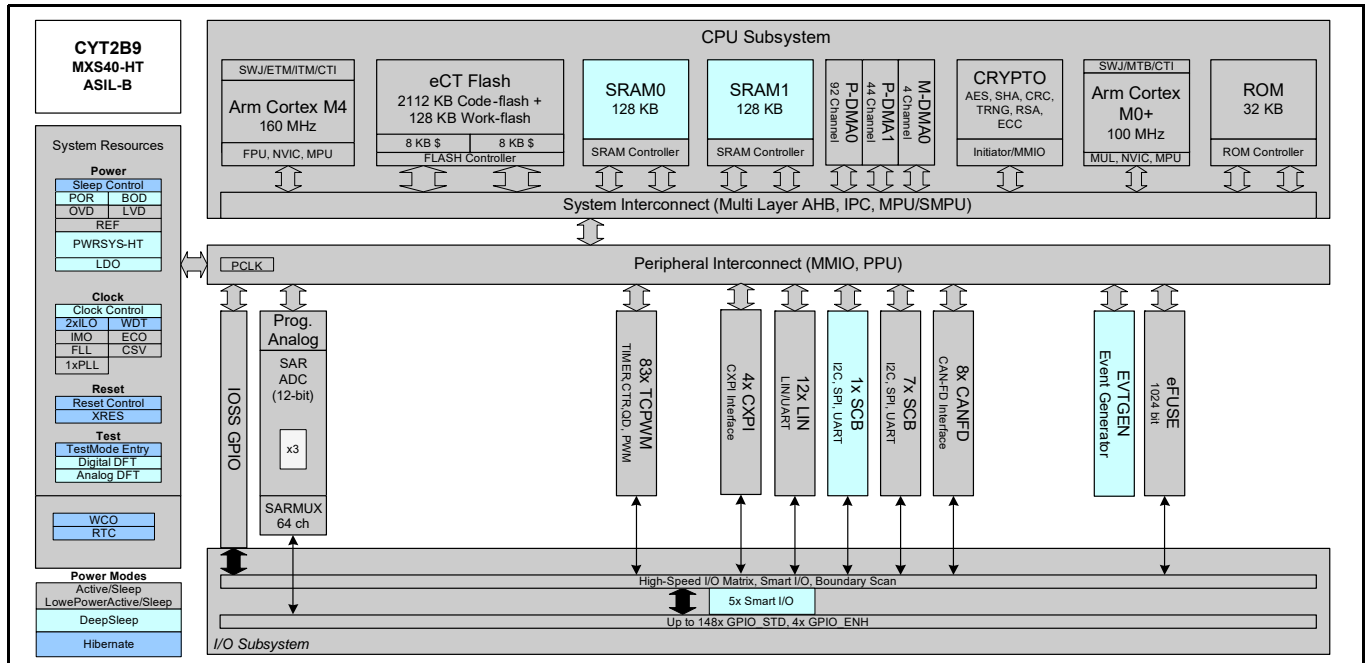 CYT2B9
MXS40-HT
ASIL-B
System Resources
Power
Sleep Control
POR BOD
OVD LVD
REF
PWRSYS-HT
LDO
Clock
Clock Control
2xILO WDT
IMO ECO
FLL CSV
1xPLL
Reset
Reset Control
XRES
Test
TestMode Entry
Digital DFT
Analog DFT
WCO
RTC
Power Modes
Active/Sleep
LowePowerActive/Sleep
DeepSleep
Hibernate
CPU Subsystem
SWJ/ETM/ITM/CTI
Arm Cortex M4
160 MHz
FPU, NVIC, MPU
eCT Flash
2112 KB Code-flash +
128 KB Work-flash
8 KB $ 8 KB $
FLASH Controller
SRAM0
128 KB
SRAM Controller
SRAM1
128 KB
SRAM Controller
P-DMA0
92 Channel
P-DMA1
44 Channel
M-DMA0
4 Channel
CRYPTO
AES, SHA, CRC,
TRNG, RSA,
ECC
Initiator/MMIO
SWJ/MTB/CTI
Arm Cortex
M0+
100 MHz
MUL, NVIC, MPU
ROM
32 KB
ROM Controller
System Interconnect (Multi Layer AHB, IPC, MPU/SMPU)
PCLK
Peripheral Interconnect (MMIO, PPU)
IOSS GPIO
Prog.
Analog
SAR
ADC
(12-bit)
x3
SARMUX
64 ch
83x TCPWM
TIMER,CTR,QD, PWM
4x CXPI
CXPI Interface
12x LIN
LIN/UART
1x SCB
I2C, SPI, UART
7x SCB
I2C, SPI, UART
8x CANFD
CAN-FD Interface
EVTGEN
Event Generator
eFUSE
1024 bit
High-Speed I/O Matrix, Smart I/O, Boundary Scan
5x Smart I/O
Up to 148x GPIO_STD, 4x GPIO_ENH
I/O Subsystem